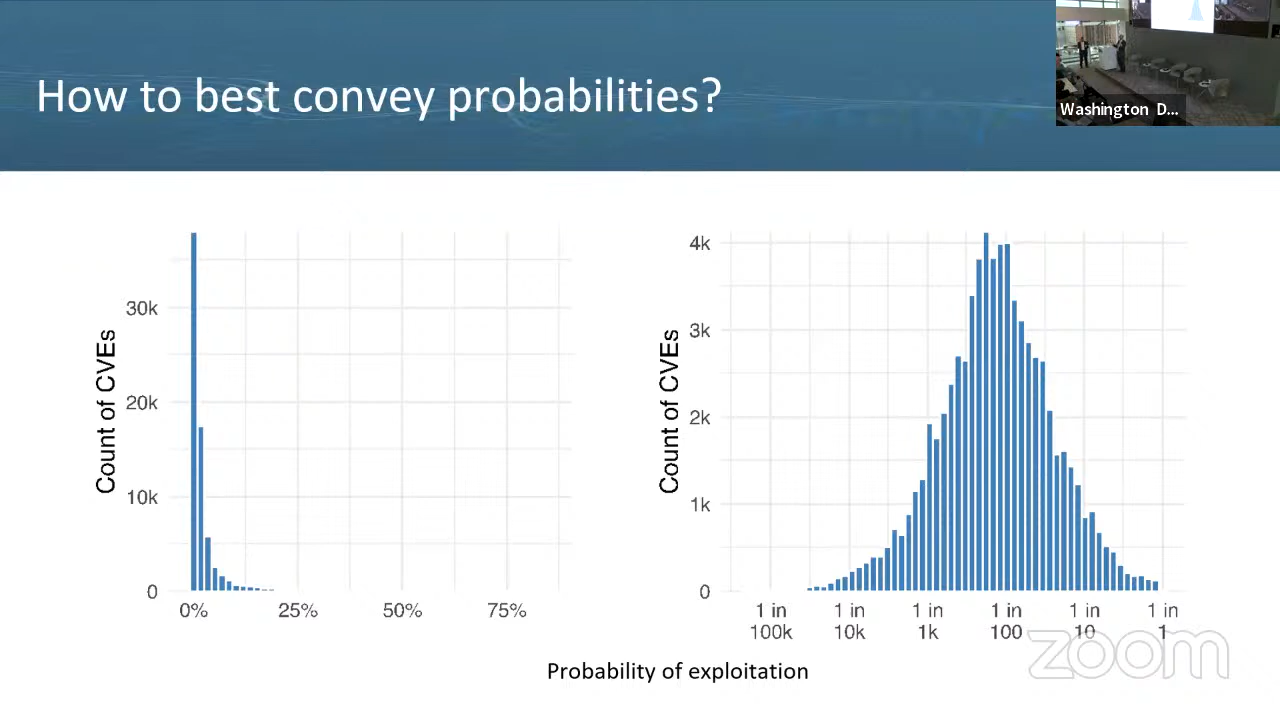 How to best convey probabilities?
Washington D...
Count of CVEs
30k
20k
10k
0
0% 25% 50% 75%
Count of CVEs
4k
3k
2k
1k
0
1 in 1 in 1 in 1 in 1 in 1 in
100k 10k 1k 100 10 1
Probability of exploitation
zoom